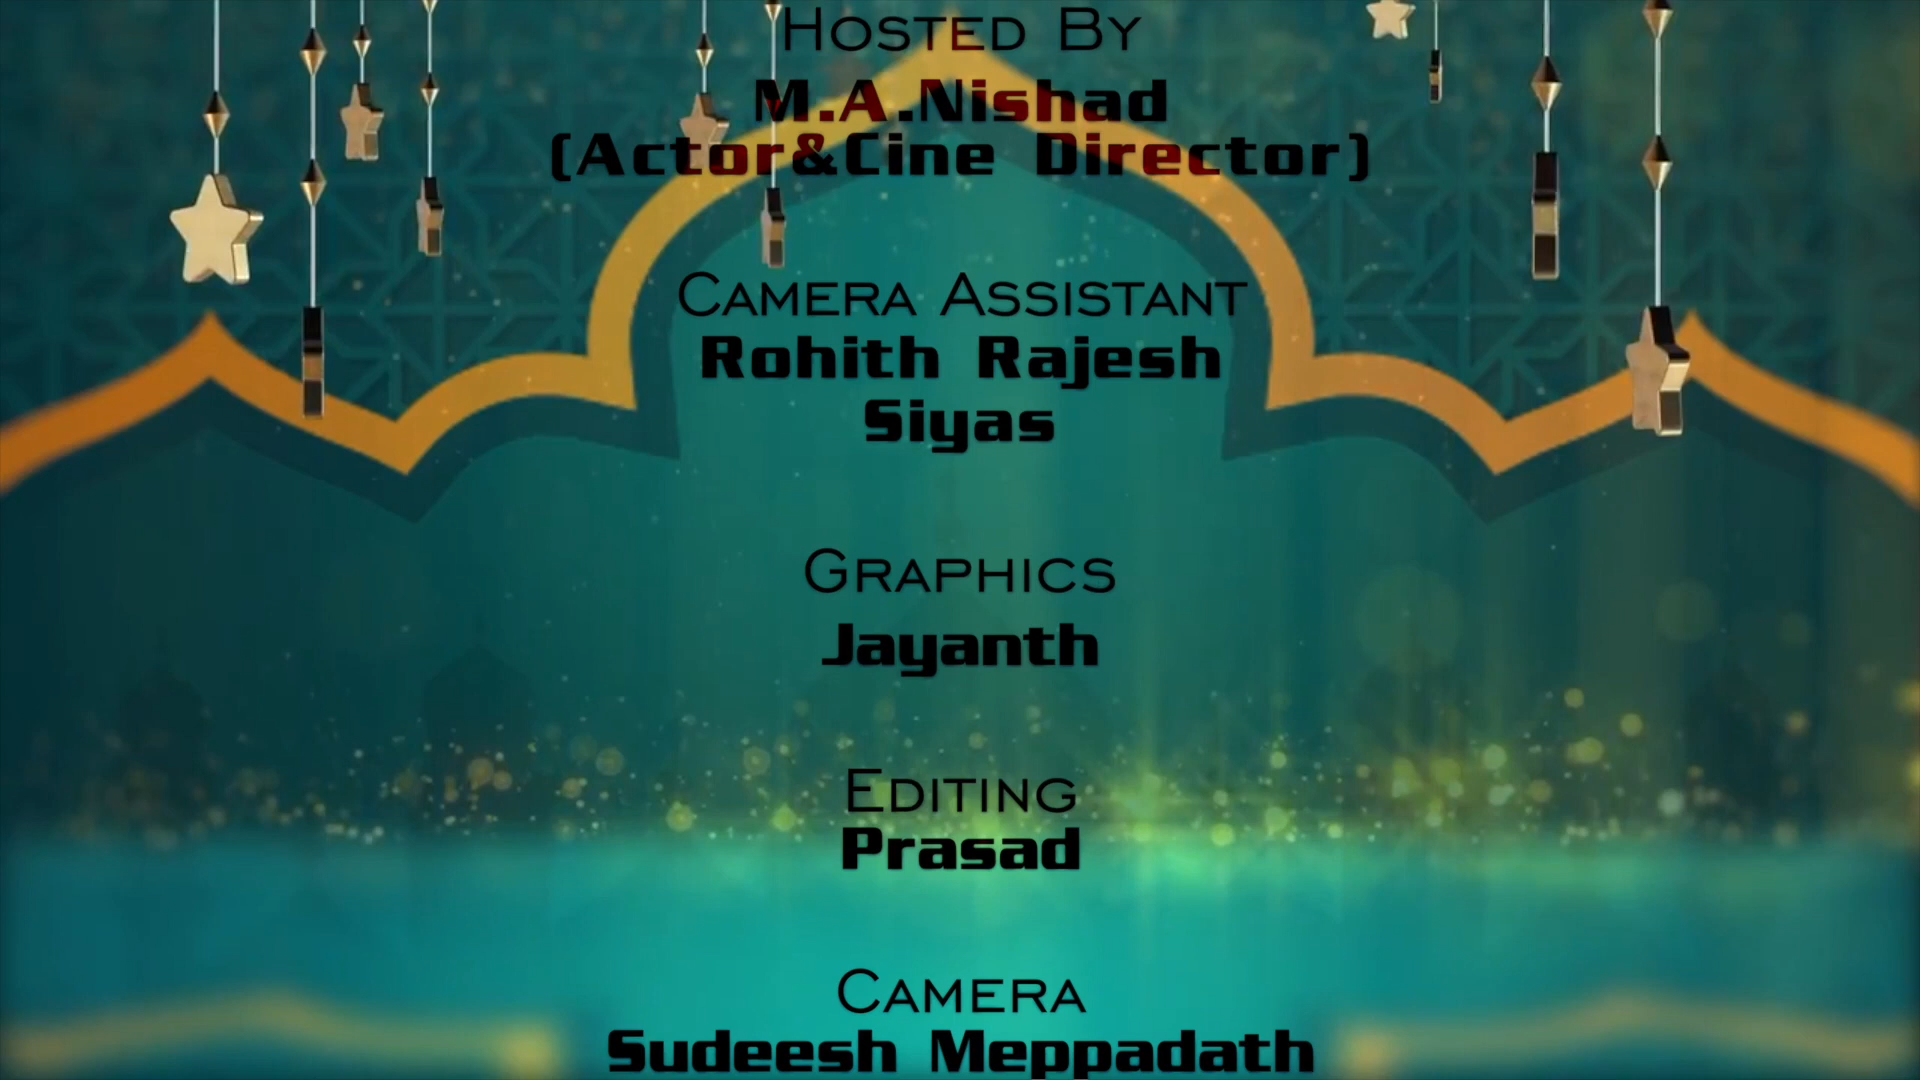 Hosted By
M.A.Nishad
(Actor&Cine Director)
Camera Assistant
Rohith Rajesh
Siyas
Graphics
Jayanth
Editing
Prasad
Camera
Sudeesh Meppadath